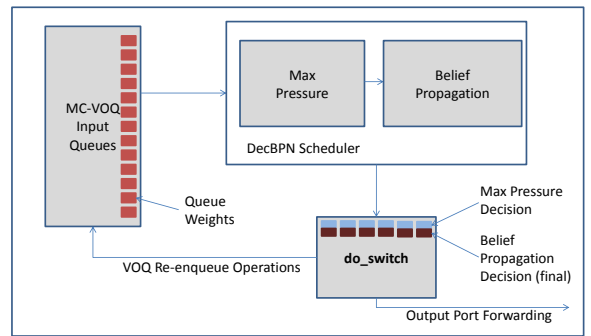 MC-VOQ
Input
Queues
Max
Pressure
Belief
Propagation
DecBPN Scheduler
Queue
Weights
Max Pressure
Decision
Belief
Propagation
Decision (final)
do_switch
VOQ Re-enqueue Operations
Output Port Forwarding